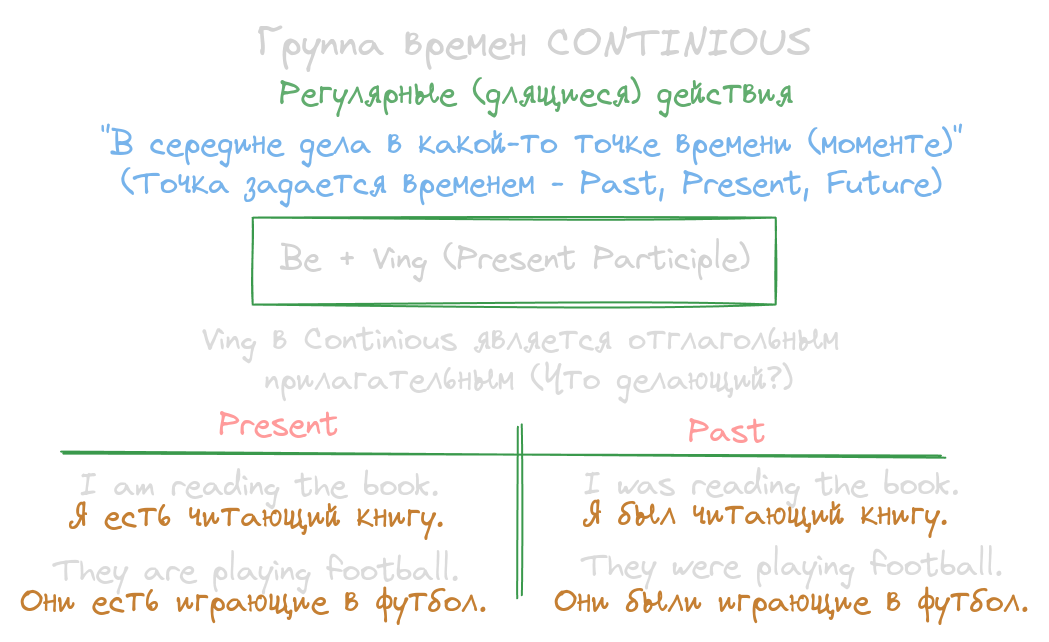 Группа времен CONTINIOUS
Регулярные (длящиеся) действия
"В середине дела в какой-то точке времени (моменте)"
(Точка задается временем - Past, Present, Future)
Be + Ving (Present Participle)
Ving в Continious является отглагольным
прилагательным (Что делающий?)
Present
I am reading the book.
Я есть читающий книгу.
They are playing football.
Они есть играющие в футбол.
Past
I was reading the book.
Я был читающий книгу.
They were playing football.
Они были играющие в футбол.